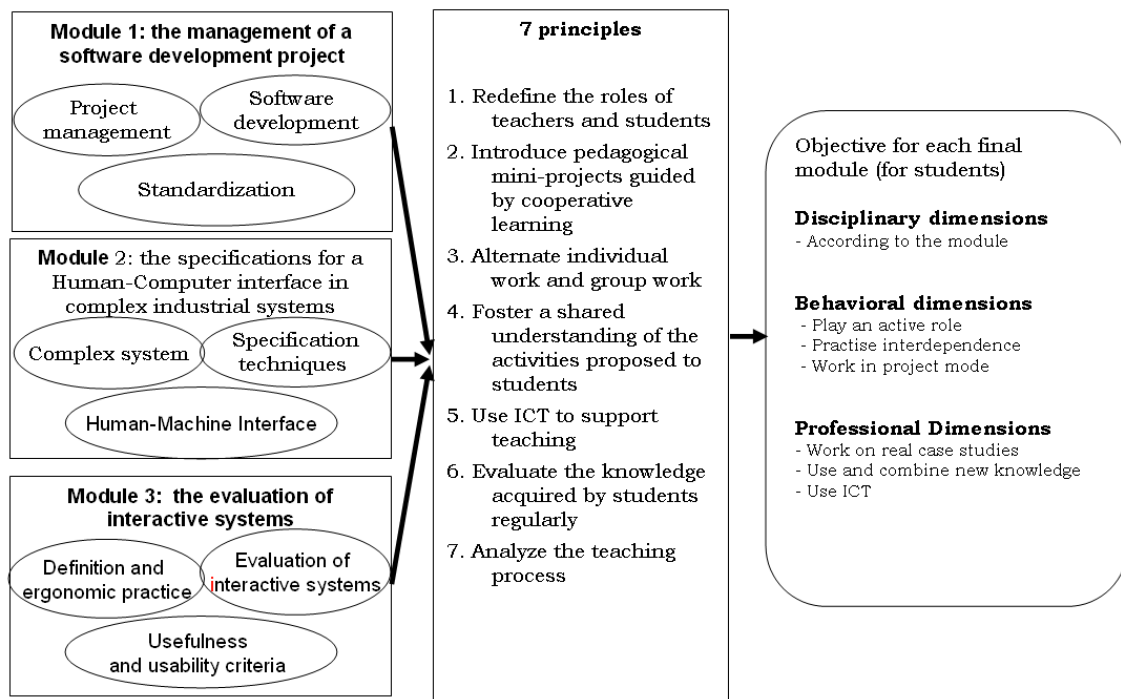 Module 1: the management of a
software development project
Project
management
Software
development
Standardization
Module 2: the specifications for a
Human-Computer interface in
complex industrial systems
Complex system
Specification
techniques
Human-Machine Interface
Module 3: the evaluation of
interactive systems
Definition and
ergonomic practice
Evaluation of
interactive systems
Usefulness
and usability criteria
7 principles
1. Redefine the roles of
teachers and students
2. Introduce pedagogical
mini-projects guided
by cooperative
learning
3. Alternate individual
work and group work
4. Foster a shared
understanding of the
activities proposed to
students
5. Use ICT to support
teaching
6. Evaluate the knowledge
acquired by students
regularly
7. Analyze the teaching
process
Objective for each final
module (for students)
Disciplinary dimensions
- According to the module
Behavioral dimensions
- Play an active role
- Practise interdependence
- Work in project mode
Professional Dimensions
- Work on real case studies
- Use and combine new knowledge
- Use ICT